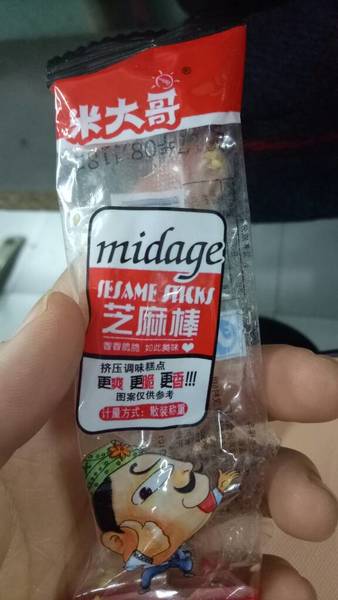 米大哥
®
midage
SESAME STICKS
芝麻棒
香香脆脆 如此美味
挤压调味糕点
更爽 更脆 更香!!!
图案仅供参考
计量方式：散装称重